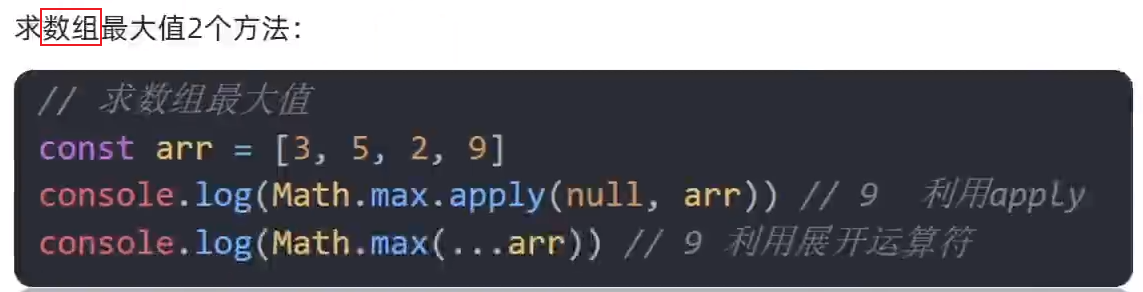 求数组最大值2个方法：
// 求数组最大值
const arr = [3, 5, 2, 9]
console.log(Math.max.apply(null, arr)) // 9  利用apply
console.log(Math.max(...arr)) // 9 利用展开运算符